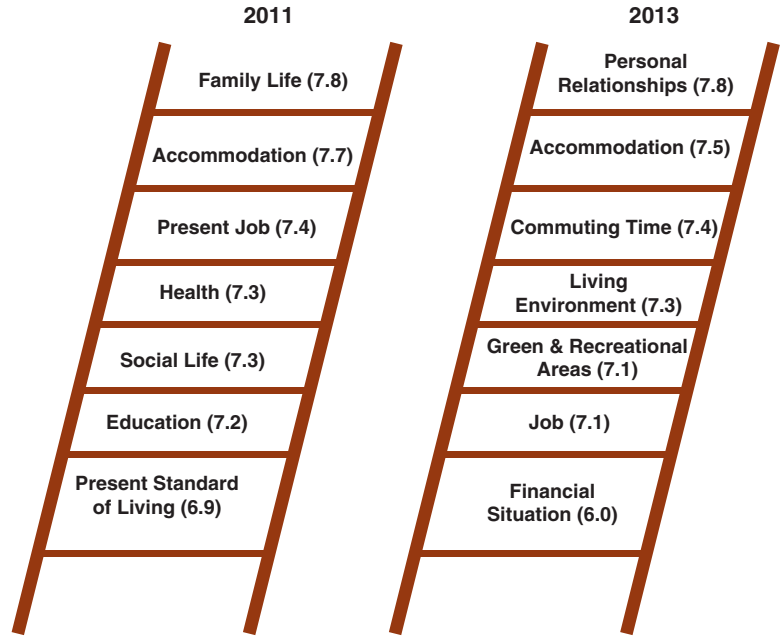 2011
Family Life (7.8)
Accommodation (7.7)
Present Job (7.4)
Health (7.3)
Social Life (7.3)
Education (7.2)
Present Standard
of Living (6.9)
2013
Personal
Relationships (7.8)
Accommodation (7.5)
Commuting Time (7.4)
Living
Environment (7.3)
Green & Recreational
Areas (7.1)
Job (7.1)
Financial
Situation (6.0)